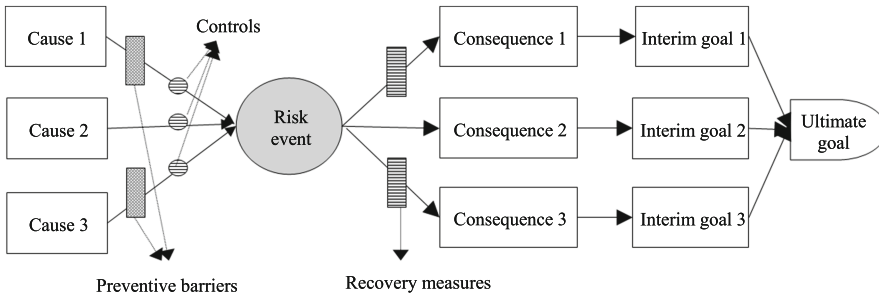 Controls
Cause 1
Cause 2
Cause 3
Risk
event
Consequence 1
Consequence 2
Consequence 3
Interim goal 1
Interim goal 2
Interim goal 3
Ultimate
goal
Preventive barriers
Recovery measures